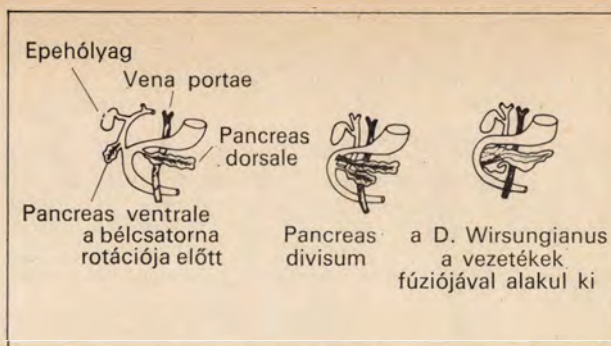 Epehólyag
Vena portae
Pancreas
dorsale
Pancreas ventrale
a bélcsatorna
rotációja előtt
Pancreas
divisum
a D. Wirsungianus
a vezetékek
fúziójával alakul ki